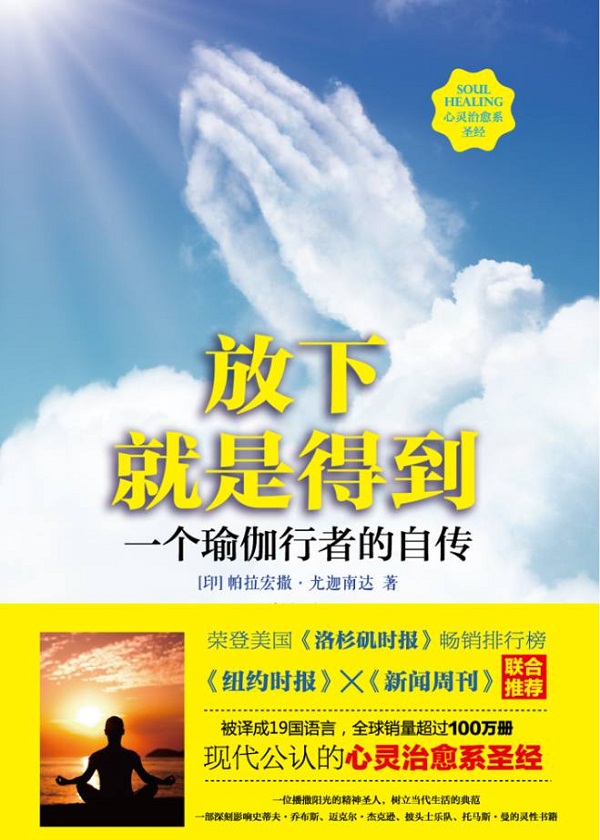 SOUL
HEALING
心灵治愈系
圣经
放下
就是得到
一个瑜伽行者的自传
[印] 帕拉宏撒·尤迦南达 著
荣登美国《洛杉矶时报》畅销排行榜
《纽约时报》×《新闻周刊》联合推荐
被译成19国语言，全球销量超过100万册
现代公认的心灵治愈系圣经
一位播撒阳光的精神圣人，树立当代生活的典范
一部深刻影响史蒂夫·乔布斯、迈克尔·杰克逊、披头士乐队、托马斯·曼的灵性书籍